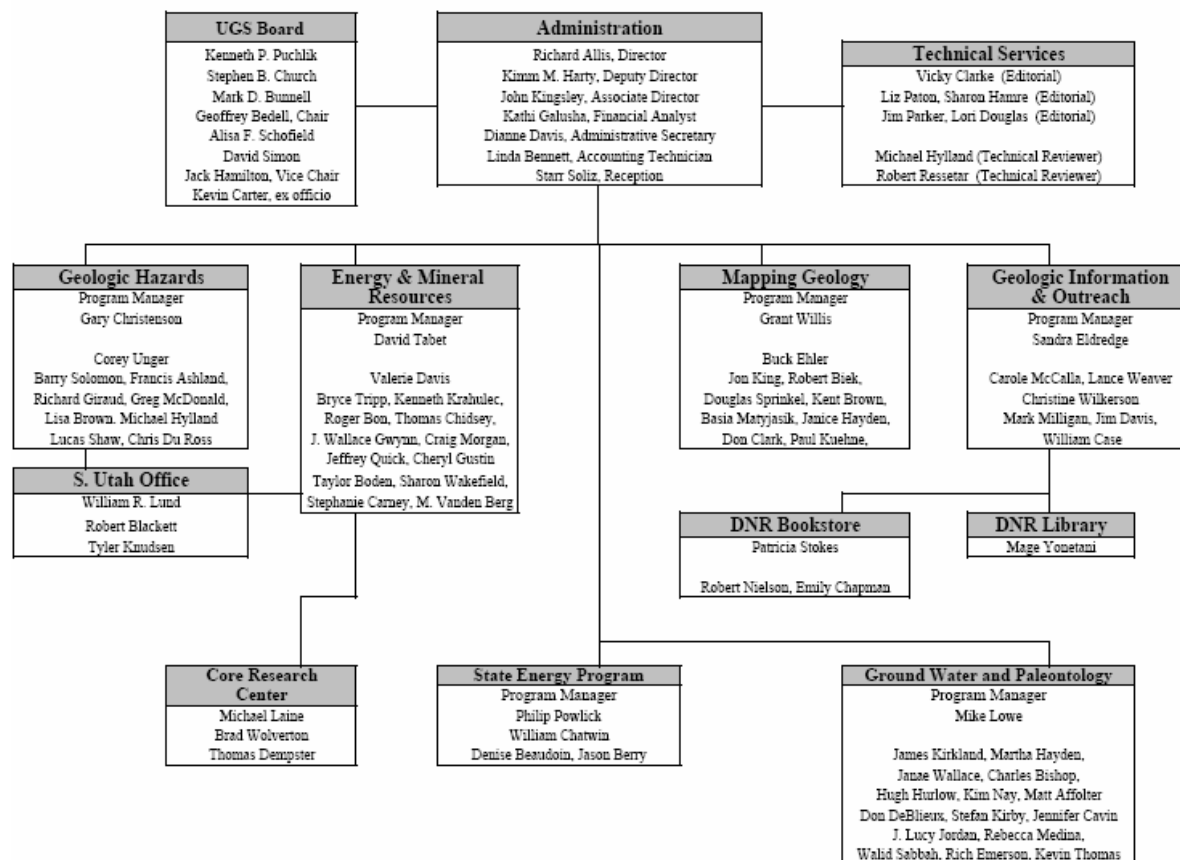 UGS Board
Kenneth P. Puchlik
Stephen B. Church
Mark D. Bunnell
Geoffrey Bedell, Chair
Alisa F. Schofield
David Simon
Jack Hamilton, Vice Chair
Kevin Carter, ex officio
Administration
Richard Allis, Director
Kimm M. Harty, Deputy Director
John Kingsley, Associate Director
Kathi Galusha, Financial Analyst
Dianne Davis, Administrative Secretary
Linda Bennett, Accounting Technician
Starr Soliz, Reception
Technical Services
Vicky Clarke (Editorial)
Liz Paton, Sharon Hamre (Editorial)
Jim Parker, Lori Douglas (Editorial)
Michael Hylland (Technical Reviewer)
Robert Ressetar (Technical Reviewer)
Geologic Hazards
Program Manager
Gary Christenson
Corey Unger
Barry Solomon, Francis Ashland,
Richard Giraud, Greg McDonald,
Lisa Brown. Michael Hylland
Lucas Shaw, Chris Du Ross
S. Utah Office
William R. Lund
Robert Blackett
Tyler Knudsen
Energy & Mineral
Resources
Program Manager
David Tabet
Valerie Davis
Bryce Tripp, Kenneth Krahulec,
Roger Bon, Thomas Chidsey,
J. Wallace Gwynn, Craig Morgan,
Jeffrey Quick, Cheryl Gustin
Taylor Boden, Sharon Wakefield,
Stephanie Carney, M. Vanden Berg
Mapping Geology
Program Manager
Grant Willis
Buck Ehler
Jon King, Robert Biek,
Douglas Sprinkel, Kent Brown,
Basia Matyjasik, Janice Hayden,
Don Clark, Paul Kuehne,
Geologic Information
& Outreach
Program Manager
Sandra Eldredge
Carole McCalla, Lance Weaver
Christine Wilkerson
Mark Milligan, Jim Davis,
William Case
DNR Bookstore
Patricia Stokes
Robert Nielson, Emily Chapman
DNR Library
Mage Yonetani
Core Research
Center
Michael Laine
Brad Wolverton
Thomas Dempster
State Energy Program
Program Manager
Philip Powlick
William Chatwin
Denise Beaudoin, Jason Berry
Ground Water and Paleontology
Program Manager
Mike Lowe
James Kirkland, Martha Hayden,
Janae Wallace, Charles Bishop,
Hugh Hurlow, Kim Nay, Matt Affolter
Don DeBlieux, Stefan Kirby, Jennifer Cavin
J. Lucy Jordan, Rebecca Medina,
Walid Sabbah, Rich Emerson, Kevin Thomas